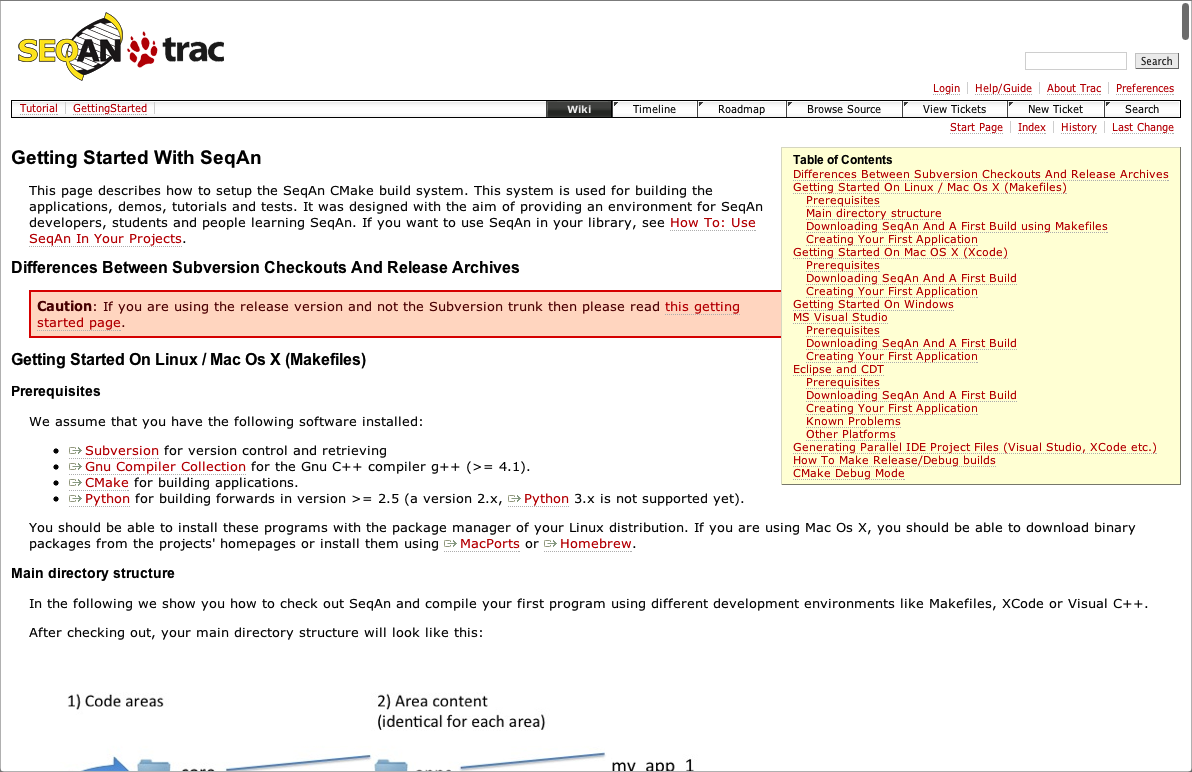 SEQAN trac
Search
Login Help/Guide About Trac Preferences
Tutorial GettingStarted Wiki Timeline Roadmap Browse Source View Tickets New Ticket Search
Start Page Index History Last Change
Getting Started With SeqAn
This page describes how to setup the SeqAn CMake build system. This system is used for building the
applications, demos, tutorials and tests. It was designed with the aim of providing an environment for SeqAn
developers, students and people learning SeqAn. If you want to use SeqAn in your library, see How To: Use
SeqAn In Your Projects.
Differences Between Subversion Checkouts And Release Archives
Caution: If you are using the release version and not the Subversion trunk then please read this getting
started page.
Table of Contents
Differences Between Subversion Checkouts And Release Archives
Getting Started On Linux / Mac Os X (Makefiles)
Prerequisites
Main directory structure
Downloading SeqAn And A First Build using Makefiles
Creating Your First Application
Getting Started On Mac OS X (Xcode)
Prerequisites
Downloading SeqAn And A First Build
Creating Your First Application
Getting Started On Windows
MS Visual Studio
Prerequisites
Downloading SeqAn And A First Build
Creating Your First Application
Eclipse and CDT
Prerequisites
Downloading SeqAn And A First Build
Creating Your First Application
Known Problems
Other Platforms
Generating Parallel IDE Project Files (Visual Studio, XCode etc.)
How To Make Release/Debug builds
CMake Debug Mode
Getting Started On Linux / Mac Os X (Makefiles)
Prerequisites
We assume that you have the following software installed:
Subversion for version control and retrieving
Gnu Compiler Collection for the Gnu C++ compiler g++ (>= 4.1).
CMake for building applications.
Python for building forwards in version >= 2.5 (a version 2.x, Python 3.x is not supported yet).
You should be able to install these programs with the package manager of your Linux distribution. If you are using Mac Os X, you should be able to download binary
packages from the projects' homepages or install them using MacPorts or Homebrew.
Main directory structure
In the following we show you how to check out SeqAn and compile your first program using different development environments like Makefiles, XCode or Visual C++.
After checking out, your main directory structure will look like this:
1) Code areas
2) Area content
(identical for each area)
my_app_1